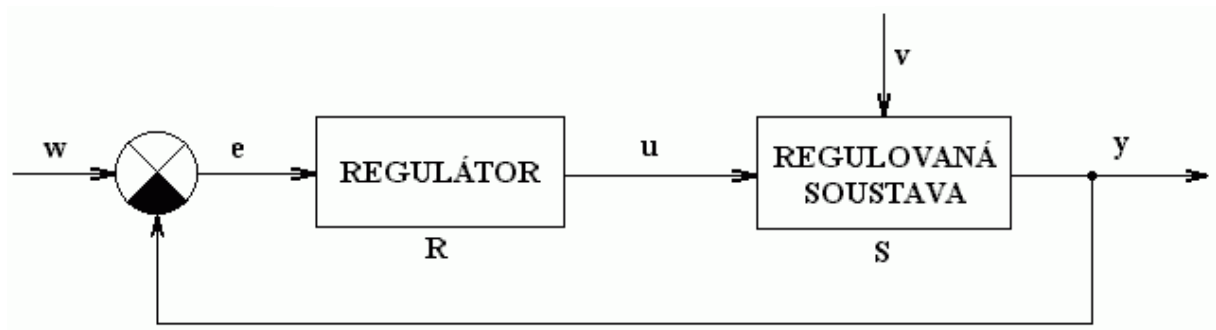 v
w
e
REGULÁTOR
u
REGULOVANÁ
SOUSTAVA
y
R
S